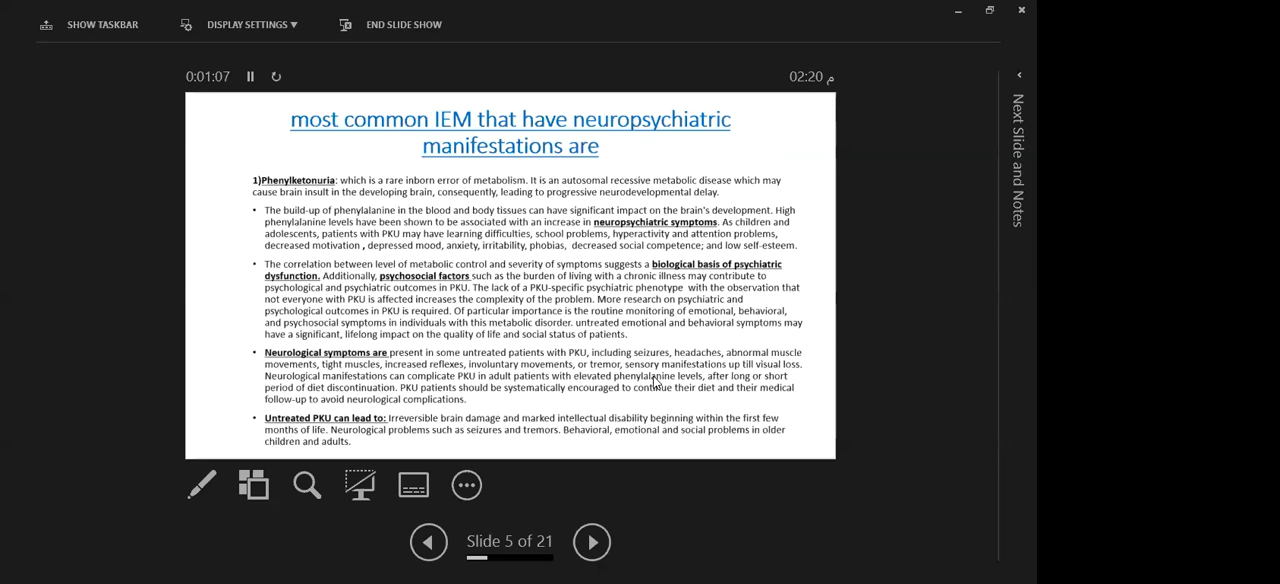 SHOW TASKBAR DISPLAY SETTINGS ▼ END SLIDE SHOW
0:01:07 02:20 م
most common IEM that have neuropsychiatric
manifestations are
1)Phenylketonuria: which is a rare inborn error of metabolism. It is an autosomal recessive metabolic disease which may
cause brain insult in the developing brain, consequently, leading to progressive neurodevelopmental delay.
• The build-up of phenylalanine in the blood and body tissues can have significant impact on the brain's development. High
phenylalanine levels have been shown to be associated with an increase in neuropsychiatric symptoms. As children and
adolescents, patients with PKU may have learning difficulties, school problems, hyperactivity and attention problems,
decreased motivation , depressed mood, anxiety, irritability, phobias, decreased social competence; and low self-esteem.
• The correlation between level of metabolic control and severity of symptoms suggests a biological basis of psychiatric
dysfunction. Additionally, psychosocial factors such as the burden of living with a chronic illness may contribute to
psychological and psychiatric outcomes in PKU. The lack of a PKU-specific psychiatric phenotype with the observation that
not everyone with PKU is affected increases the complexity of the problem. More research on psychiatric and
psychological outcomes in PKU is required. Of particular importance is the routine monitoring of emotional, behavioral,
and psychosocial symptoms in individuals with this metabolic disorder. untreated emotional and behavioral symptoms may
have a significant, lifelong impact on the quality of life and social status of patients.
• Neurological symptoms are present in some untreated patients with PKU, including seizures, headaches, abnormal muscle
movements, tight muscles, increased reflexes, involuntary movements, or tremor, sensory manifestations up till visual loss.
Neurological manifestations can complicate PKU in adult patients with elevated phenylalanine levels, after long or short
period of diet discontinuation. PKU patients should be systematically encouraged to continue their diet and their medical
follow-up to avoid neurological complications.
• Untreated PKU can lead to: Irreversible brain damage and marked intellectual disability beginning within the first few
months of life. Neurological problems such as seizures and tremors. Behavioral, emotional and social problems in older
children and adults.
Slide 5 of 21
Next Slide and Notes